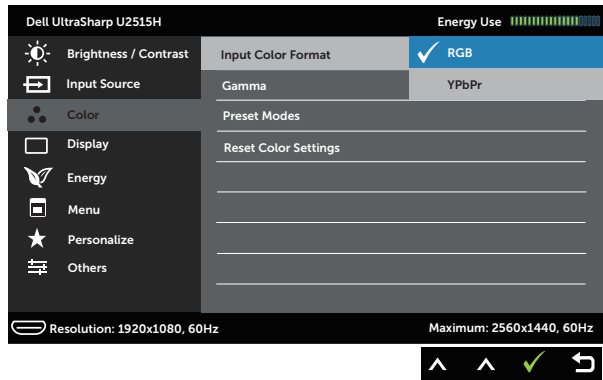 Dell UltraSharp U2515H Energy Use
Brightness / Contrast Input Color Format RGB
Input Source Gamma YPbPr
Color Preset Modes
Display Reset Color Settings
Energy
Menu
Personalize
Others
Resolution: 1920x1080, 60Hz Maximum: 2560x1440, 60Hz